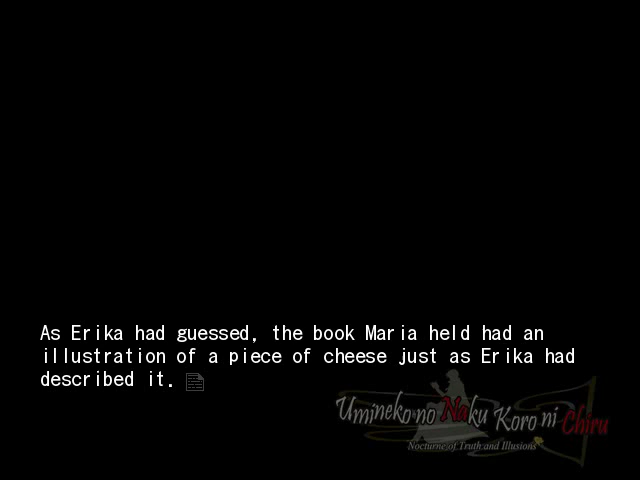 As Erika had guessed, the book Maria held had an
illustration of a piece of cheese just as Erika had
described it.
Umineko no Naku Koro ni Chiru
Nocturne of Truth and Illusions